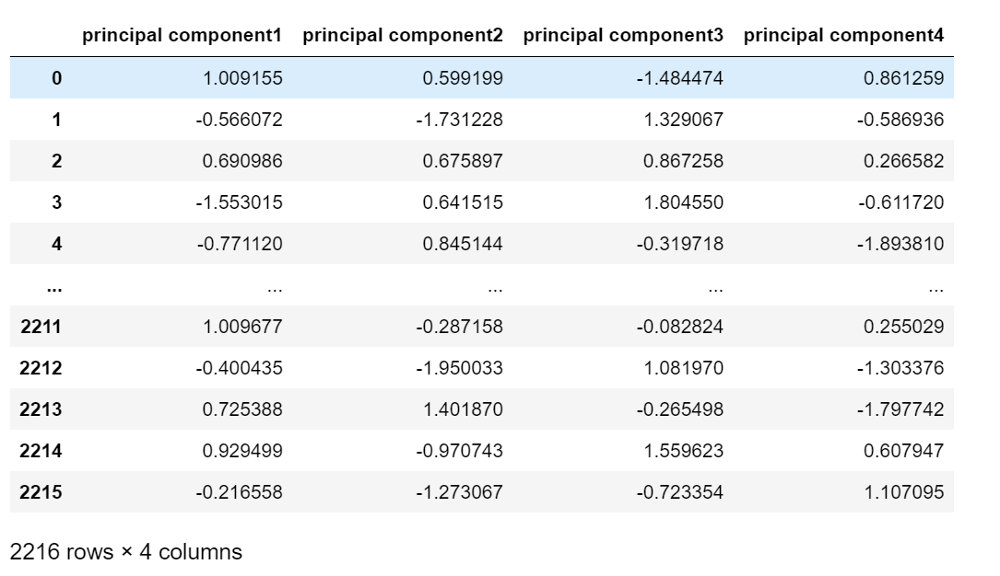 principal component1 principal component2 principal component3 principal component4
0 1.009155 0.599199 -1.484474 0.861259
1 -0.566072 -1.731228 1.329067 -0.586936
2 0.690986 0.675897 0.867258 0.266582
3 -1.553015 0.641515 1.804550 -0.611720
4 -0.771120 0.845144 -0.319718 -1.893810
... ... ... ... ...
2211 1.009677 -0.287158 -0.082824 0.255029
2212 -0.400435 -1.950033 1.081970 -1.303376
2213 0.725388 1.401870 -0.265498 -1.797742
2214 0.929499 -0.970743 1.559623 0.607947
2215 -0.216558 -1.273067 -0.723354 1.107095
2216 rows × 4 columns